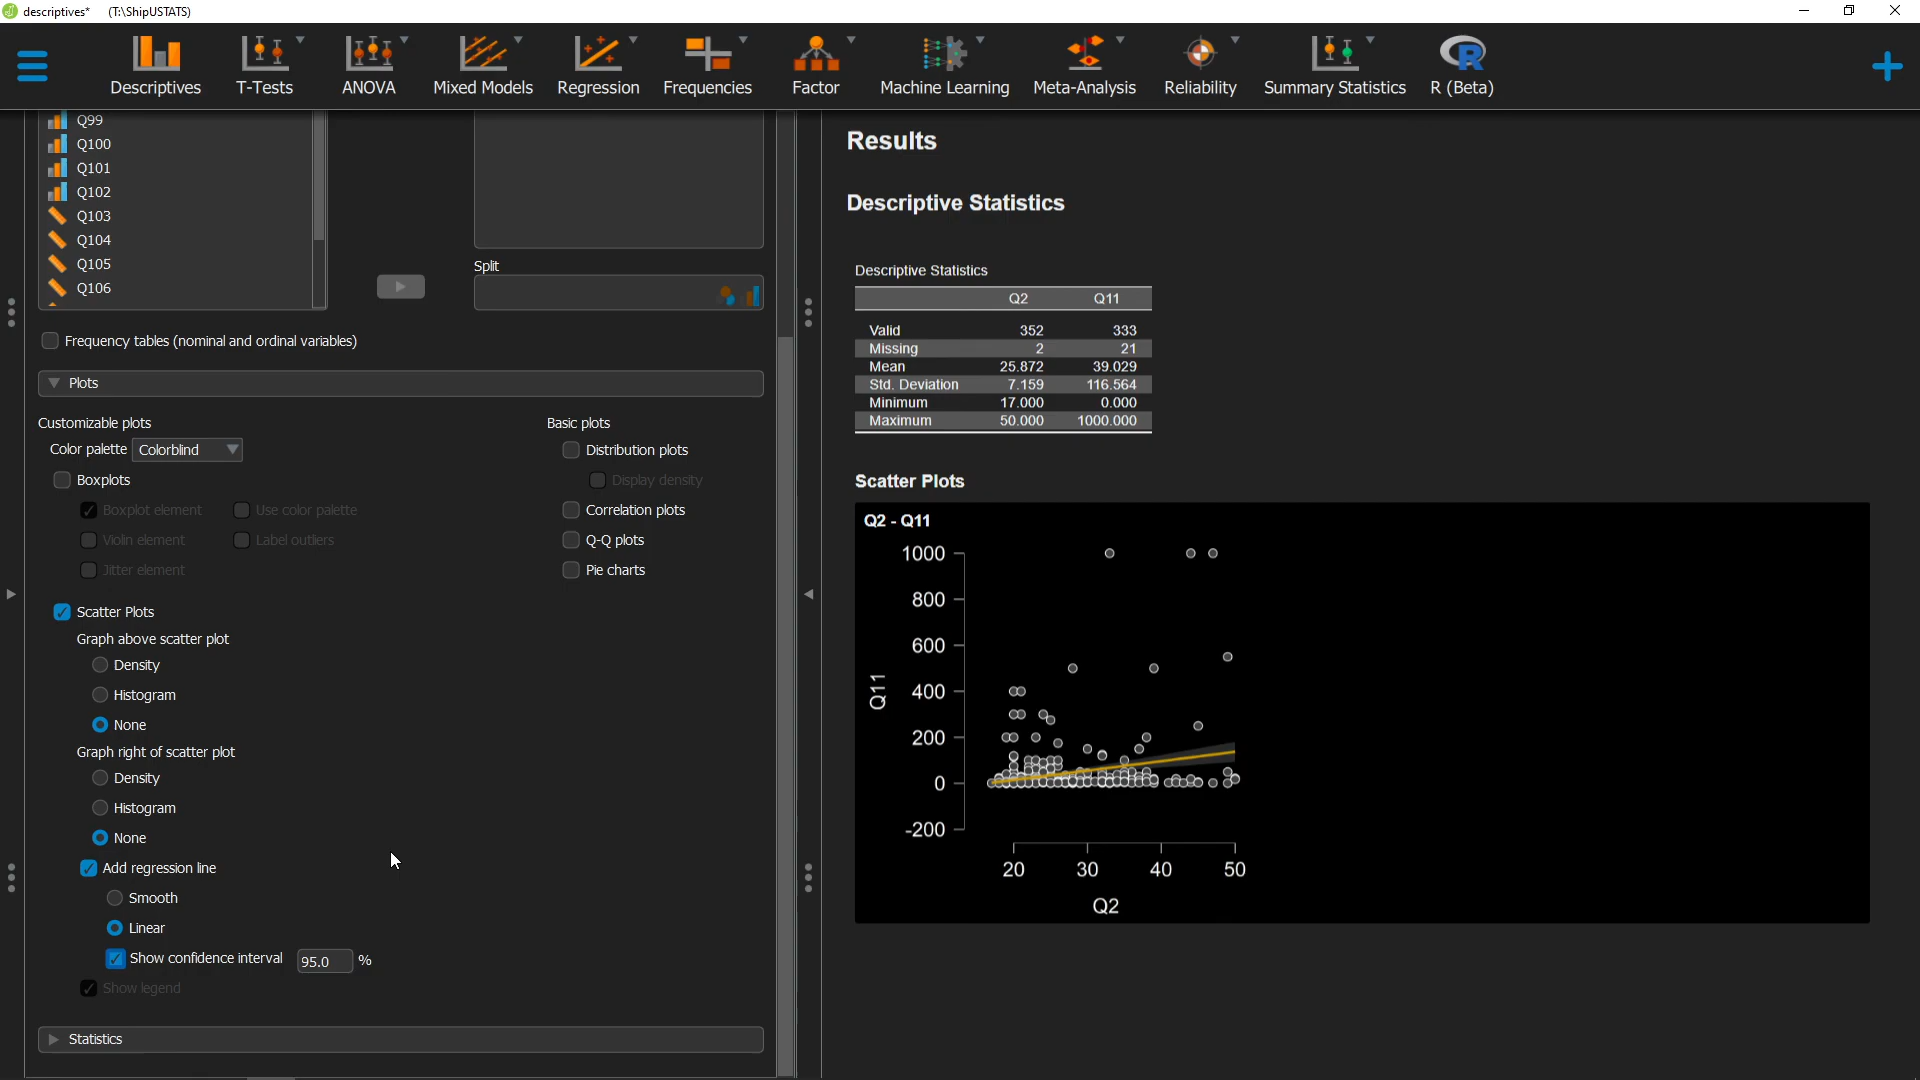 descriptives* (T:\ShipUSTATS)
Descriptives T-Tests ANOVA Mixed Models Regression Frequencies Factor Machine Learning Meta-Analysis Reliability Summary Statistics R (Beta)
Q99
Q100
Q101
Q102
Q103
Q104
Q105
Q106
Split
Frequency tables (nominal and ordinal variables)
Plots
Customizable plots
Color palette Colorblind
Boxplots
Boxplot element Use color palette
Violin element Label outliers
Jitter element
Basic plots
Distribution plots
Display density
Correlation plots
Q-Q plots
Pie charts
Scatter Plots
Graph above scatter plot
Density
Histogram
None
Graph right of scatter plot
Density
Histogram
None
Add regression line
Smooth
Linear
Show confidence interval 95.0 %
Show legend
Statistics
Results
Descriptive Statistics
Descriptive Statistics
Q2 Q11
Valid 352 333
Missing 2 21
Mean 25.872 39.029
Std. Deviation 7.159 116.564
Minimum 17.000 0.000
Maximum 50.000 1000.000
Scatter Plots
Q2 - Q11
1000
800
600
400
200
0
-200
Q11
20 30 40 50
Q2